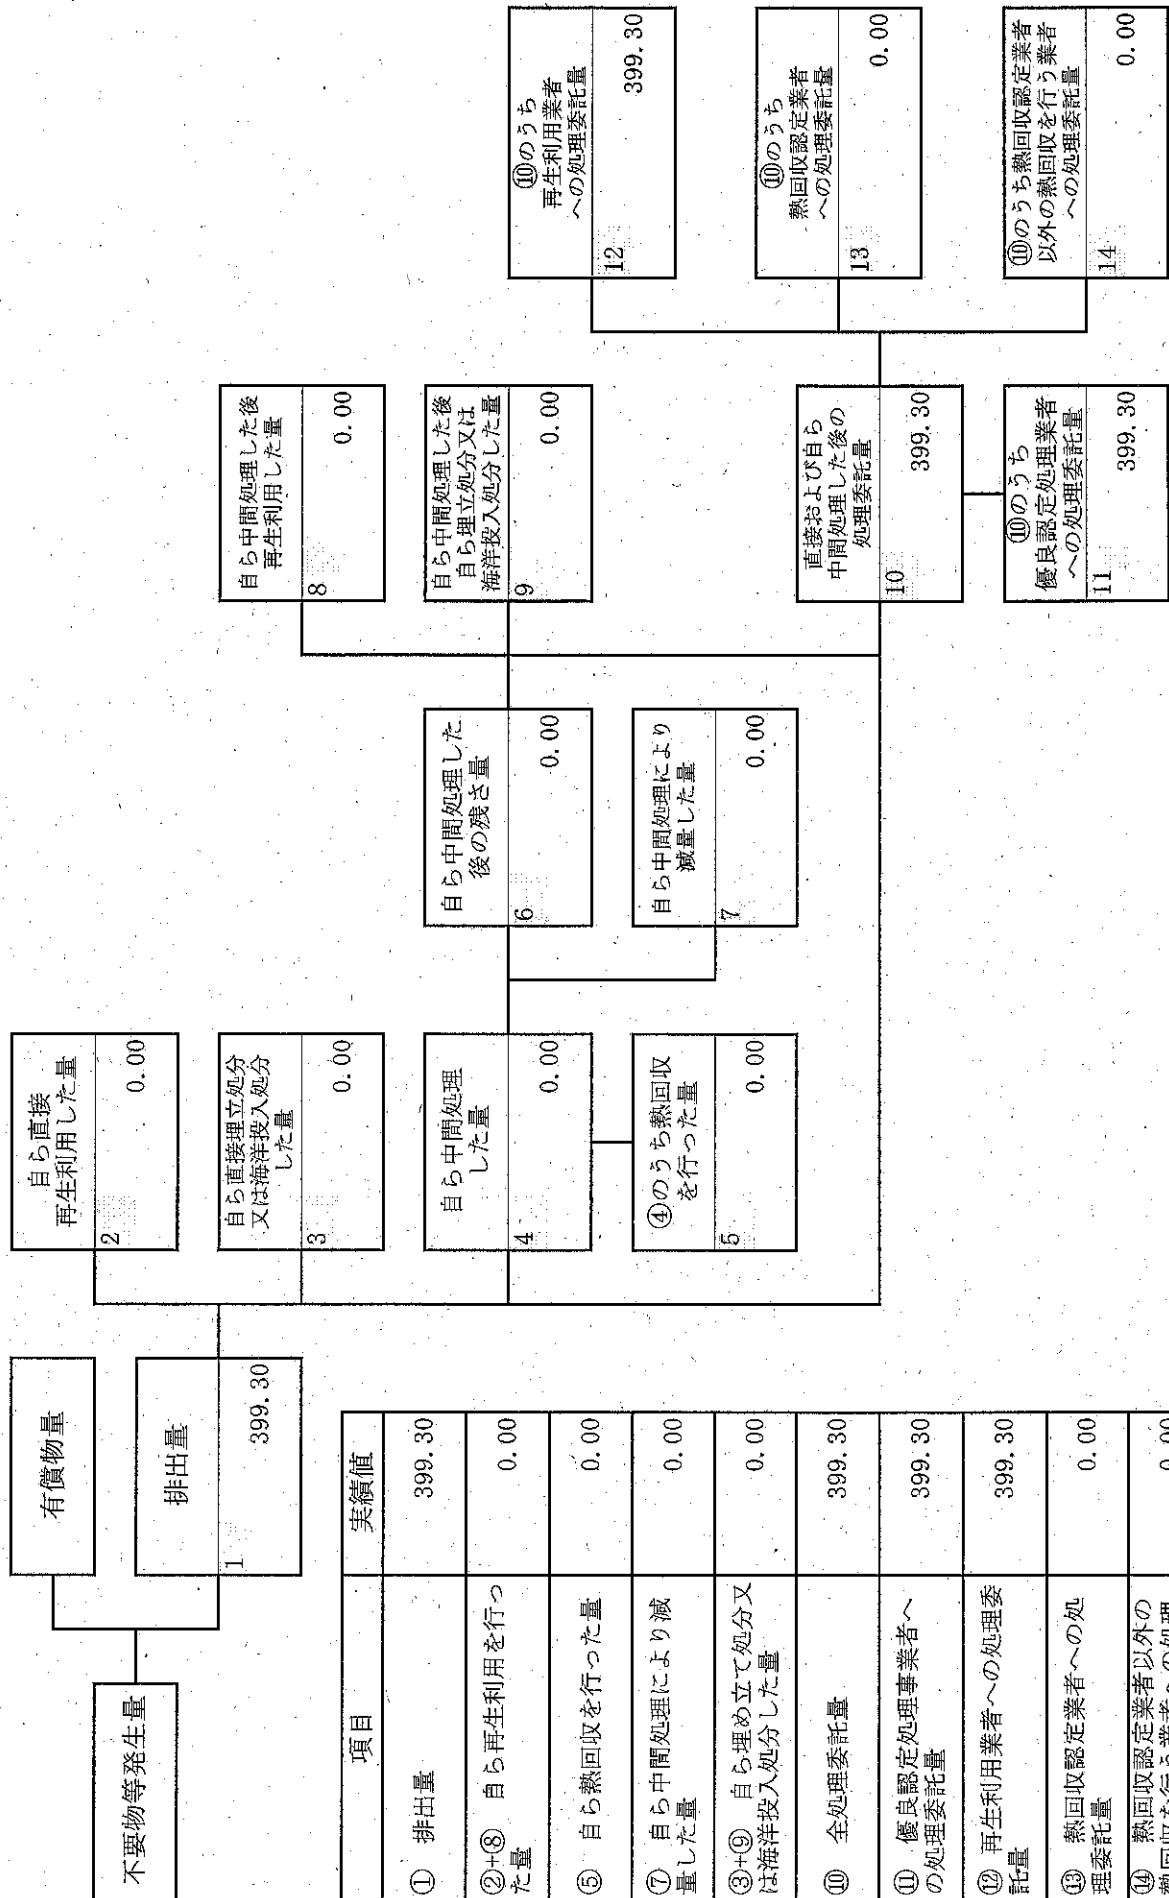 不要物等発生量
有償物量
排出量
1
399.30
自ら直接
再生利用した量
2
0.00
自ら直接埋立処分
又は海洋投入処分
した量
3
0.00
自ら中間処理
した量
4
0.00
④のうち熱回収
を行った量
5
0.00
自ら中間処理した
後の残さ量
6
0.00
自ら中間処理により
減量した量
7
0.00
自ら中間処理した後
再生利用した量
8
0.00
自ら中間処理した後
自ら埋立処分又は
海洋投入処分した量
9
0.00
直接および自ら
中間処理した後の
処理委託量
10
399.30
⑩のうち
優良認定処理業者
への処理委託量
11
399.30
⑩のうち
再生利用業者
への処理委託量
12
399.30
⑩のうち
熱回収認定業者
への処理委託量
13
0.00
⑩のうち熱回収認定業者
以外の熱回収を行う業者
への処理委託量
14
0.00
項目 実績値
① 排出量 399.30
②+⑧ 自ら再生利用を行っ
た量 0.00
⑤ 自ら熱回収を行った量 0.00
⑦ 自ら中間処理により減
量した量 0.00
③+⑨ 自ら埋め立て処分又
は海洋投入処分した量 0.00
⑩ 全処理委託量 399.30
⑪ 優良認定処理事業者へ
の処理委託量 399.30
⑫ 再生利用業者への処理委
託量 399.30
⑬ 熱回収認定業者への処
理委託量 0.00
⑭ 熱回収認定業者以外の
熱回収を行う業者への処理
0.00